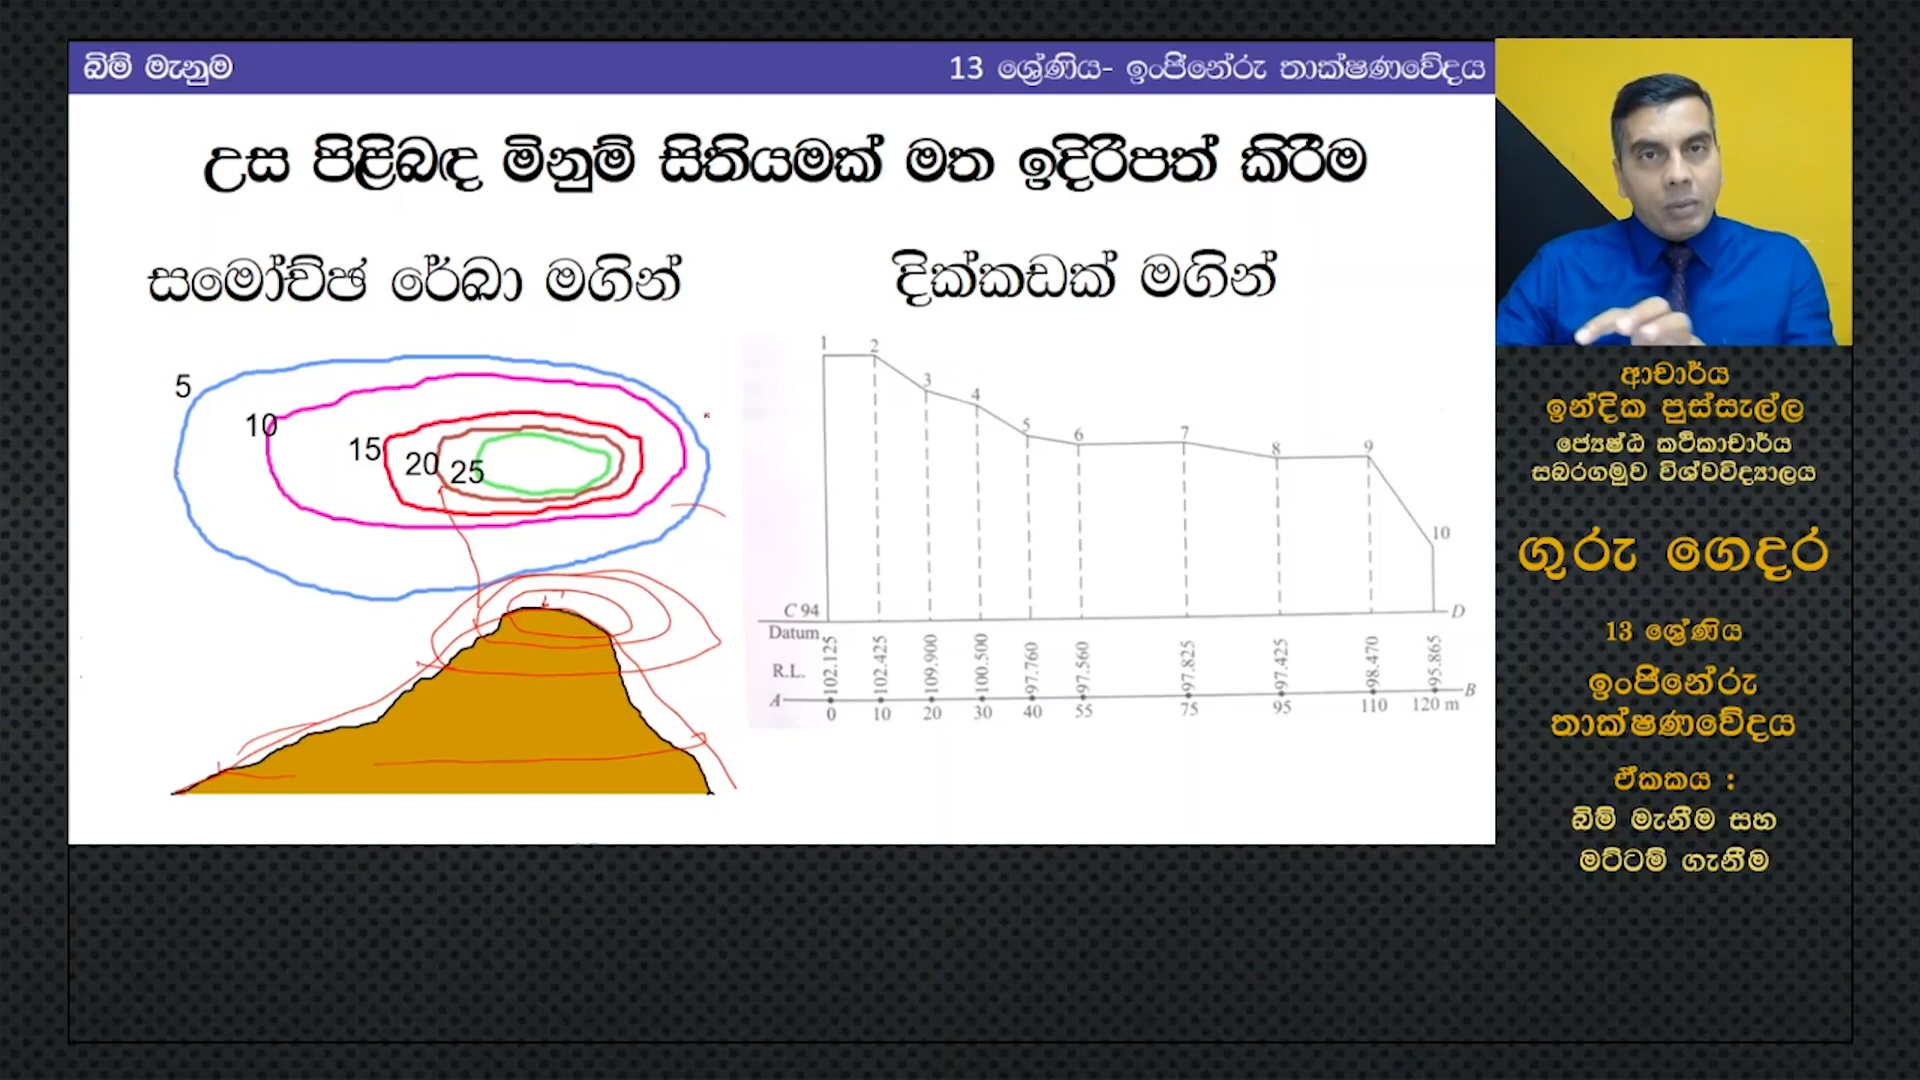 බිම් මැනුම
13 ශ්‍රේණිය- ඉංජිනේරු තාක්ෂණවේදය
උස පිළිබඳ මිනුම් සිතියමක් මත ඉදිරිපත් කිරීම
සමෝච්ඡ රේඛා මගින්
දික්කඩක් මගින්
5
10
15
20
25
1
2
3
4
5
6
7
8
9
10
C 94
D
Datum
R.L.
102.125
102.425
109.900
100.500
97.760
97.560
97.825
97.425
98.470
95.865
A
B
0
10
20
30
40
55
75
95
110
120 m
ආචාර්ය
ඉන්දික පුස්සැල්ල
ජ්‍යෙෂ්ඨ කථිකාචාර්ය
සබරගමුව විශ්වවිද්‍යාලය
ගුරු ගෙදර
13 ශ්‍රේණිය
ඉංජිනේරු
තාක්ෂණවේදය
ඒකකය :
බිම් මැනීම සහ
මට්ටම් ගැනීම